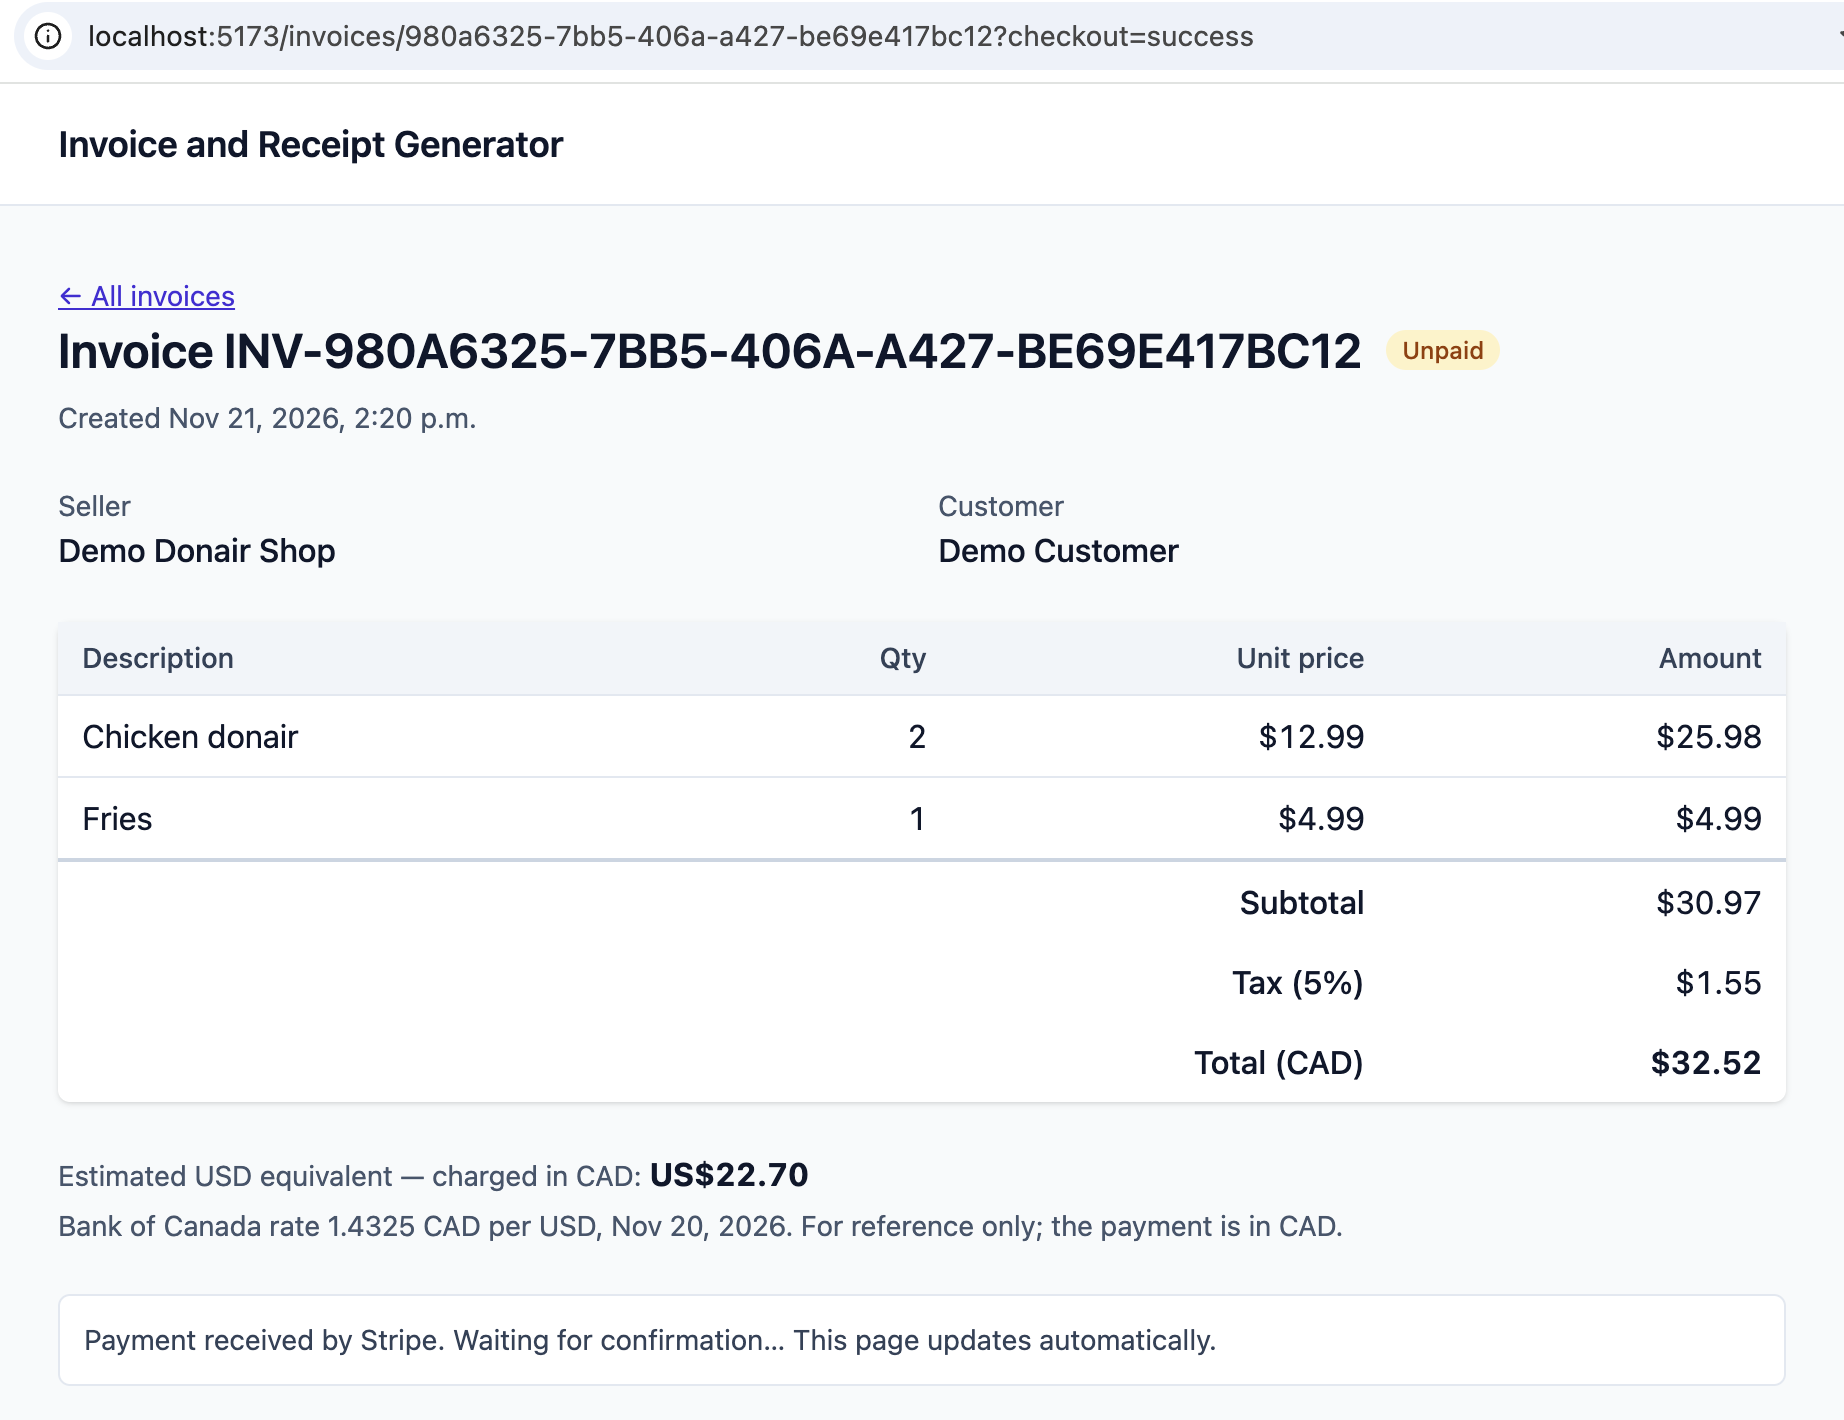 localhost:5173/invoices/980a6325-7bb5-406a-a427-be69e417bc12?checkout=success
Invoice and Receipt Generator
← All invoices
Invoice INV-980A6325-7BB5-406A-A427-BE69E417BC12 Unpaid
Created Nov 21, 2026, 2:20 p.m.
Seller Customer
Demo Donair Shop Demo Customer
Description Qty Unit price Amount
Chicken donair 2 $12.99 $25.98
Fries 1 $4.99 $4.99
Subtotal $30.97
Tax (5%) $1.55
Total (CAD) $32.52
Estimated USD equivalent — charged in CAD: US$22.70
Bank of Canada rate 1.4325 CAD per USD, Nov 20, 2026. For reference only; the payment is in CAD.
Payment received by Stripe. Waiting for confirmation... This page updates automatically.